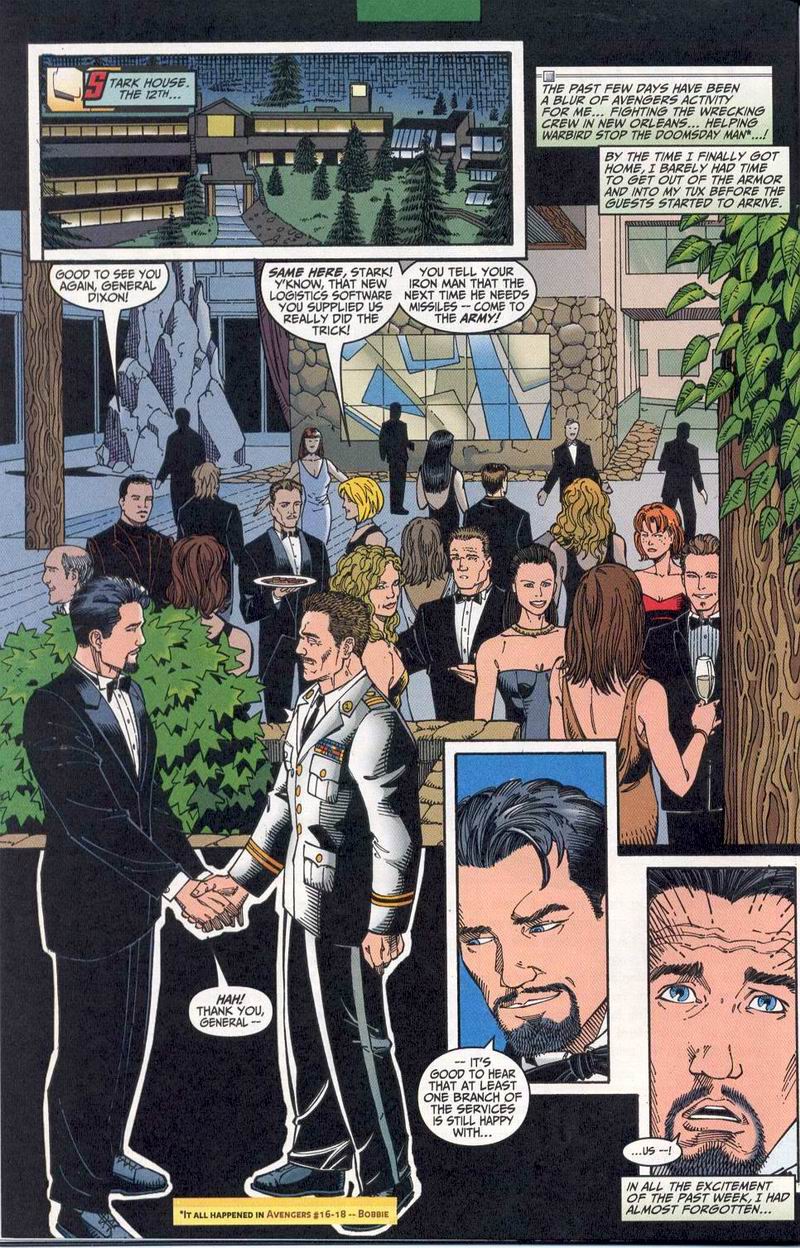 STARK HOUSE.
THE 12TH...
THE PAST FEW DAYS HAVE BEEN
A BLUR OF AVENGERS ACTIVITY
FOR ME... FIGHTING THE WRECKING
CREW IN NEW ORLEANS... HELPING
WARBIRD STOP THE DOOMSDAY MAN*...!
BY THE TIME I FINALLY GOT
HOME, I BARELY HAD TIME
TO GET OUT OF THE ARMOR
AND INTO MY TUX BEFORE THE
GUESTS STARTED TO ARRIVE.
GOOD TO SEE YOU
AGAIN, GENERAL
DIXON!
SAME HERE, STARK!
Y'KNOW, THAT NEW
LOGISTICS SOFTWARE
YOU SUPPLIED US
REALLY DID THE
TRICK!
YOU TELL YOUR
IRON MAN THAT THE
NEXT TIME HE NEEDS
MISSILES -- COME TO
THE ARMY!
HAH!
THANK YOU,
GENERAL --
-- IT'S
GOOD TO HEAR
THAT AT LEAST
ONE BRANCH OF
THE SERVICES
IS STILL HAPPY
WITH...
...US --!
IN ALL THE EXCITEMENT
OF THE PAST WEEK, I HAD
ALMOST FORGOTTEN...
*IT ALL HAPPENED IN AVENGERS #16-18 -- BOBBIE